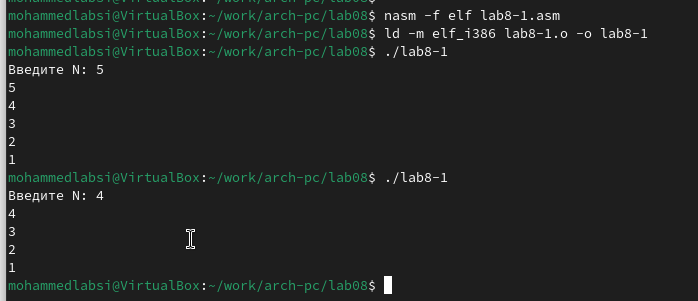 mohammedlabsi@VirtualBox:~/work/arch-pc/lab08$ nasm -f elf lab8-1.asm
mohammedlabsi@VirtualBox:~/work/arch-pc/lab08$ ld -m elf_i386 lab8-1.o -o lab8-1
mohammedlabsi@VirtualBox:~/work/arch-pc/lab08$ ./lab8-1
Введите N: 5
5
4
3
2
1
mohammedlabsi@VirtualBox:~/work/arch-pc/lab08$ ./lab8-1
Введите N: 4
4
3
2
1
mohammedlabsi@VirtualBox:~/work/arch-pc/lab08$